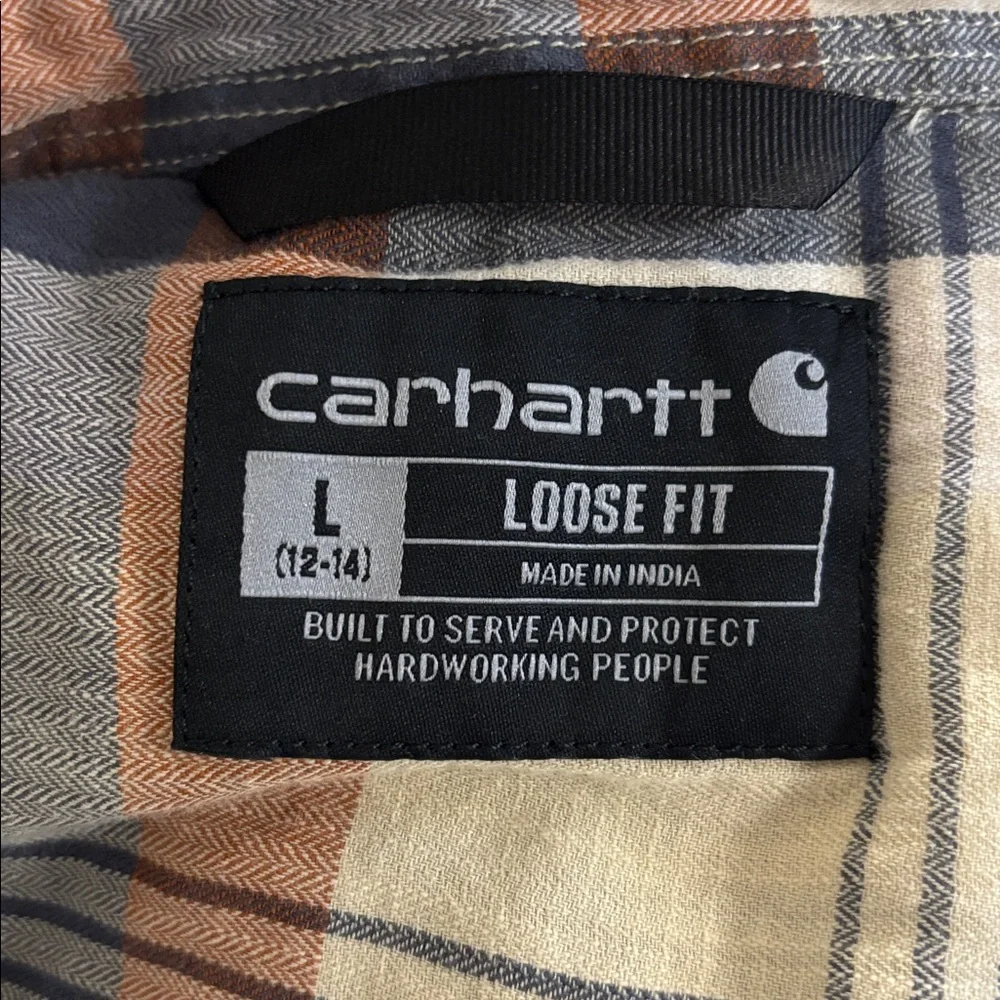 carhartt
L
(12-14)
LOOSE FIT
MADE IN INDIA
BUILT TO SERVE AND PROTECT
HARDWORKING PEOPLE